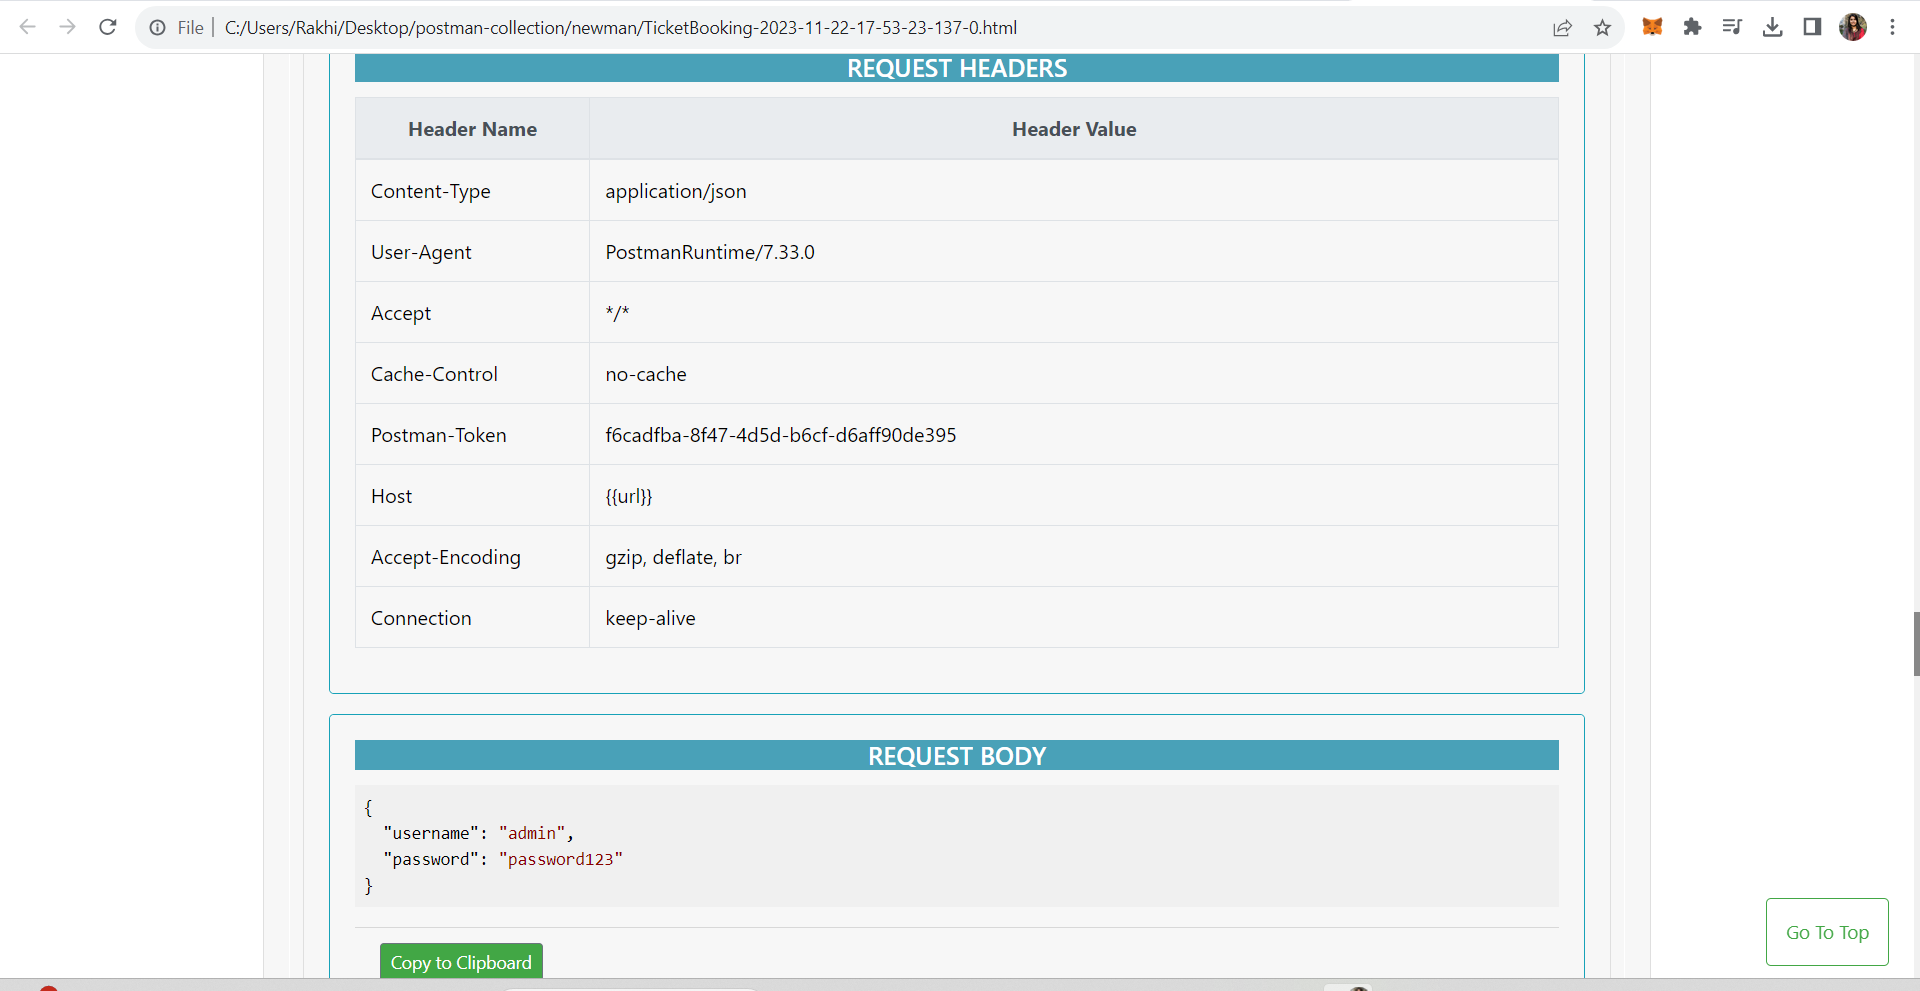 File
C:/Users/Rakhi/Desktop/postman-collection/newman/TicketBooking-2023-11-22-17-53-23-137-0.html
REQUEST HEADERS
Header Name Header Value
Content-Type application/json
User-Agent PostmanRuntime/7.33.0
Accept */*
Cache-Control no-cache
Postman-Token f6cadfba-8f47-4d5d-b6cf-d6aff90de395
Host {{url}}
Accept-Encoding gzip, deflate, br
Connection keep-alive
REQUEST BODY
{
"username": "admin",
"password": "password123"
}
Copy to Clipboard
Go To Top